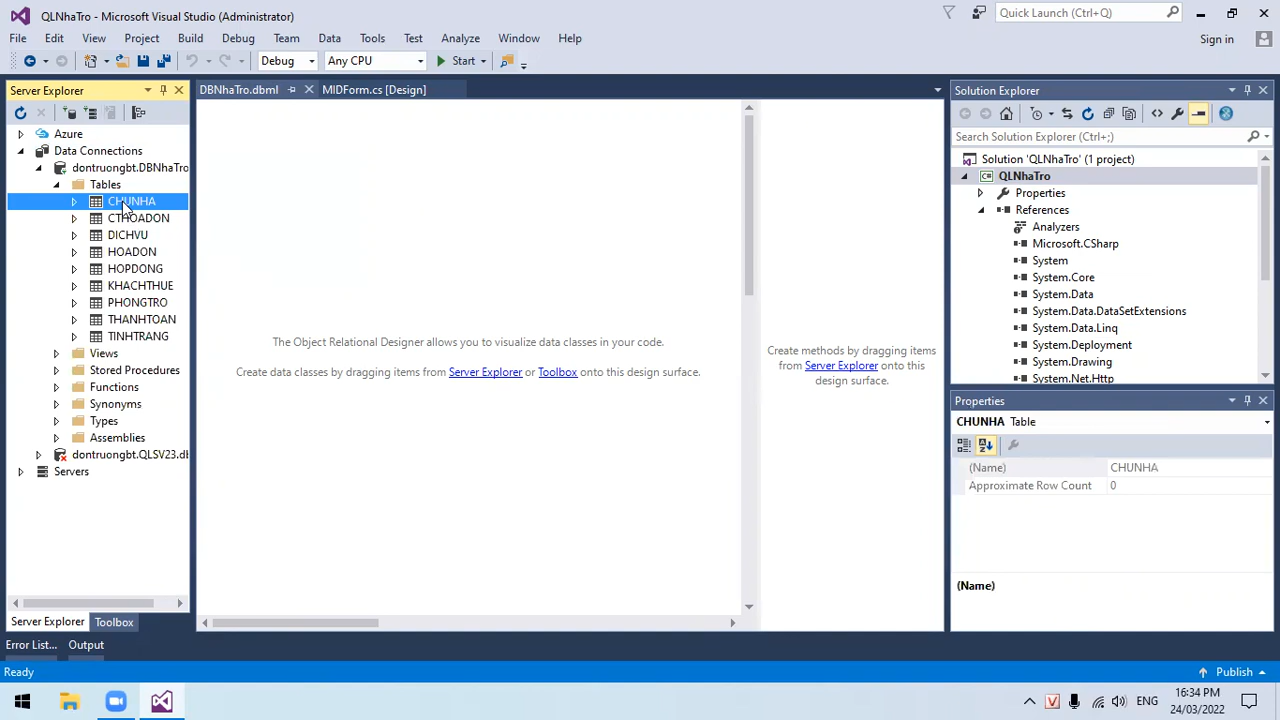 QLNhaTro - Microsoft Visual Studio (Administrator)
Quick Launch (Ctrl+Q)
File Edit View Project Build Debug Team Data Tools Test Analyze Window Help
Sign in
Debug Any CPU Start
Server Explorer
Azure
Data Connections
dontruongbt.DBNhaTro
Tables
CHUNHA
CTHOADON
DICHVU
HOADON
HOPDONG
KHACHTHUE
PHONGTRO
THANHTOAN
TINHTRANG
Views
Stored Procedures
Functions
Synonyms
Types
Assemblies
dontruongbt.QLSV23.db
Servers
Server Explorer Toolbox
DBNhaTro.dbml MIDForm.cs [Design]
The Object Relational Designer allows you to visualize data classes in your code.
Create data classes by dragging items from Server Explorer or Toolbox onto this design surface.
Create methods by dragging items
from Server Explorer onto this
design surface.
Solution Explorer
Search Solution Explorer (Ctrl+;)
Solution 'QLNhaTro' (1 project)
C# QLNhaTro
Properties
References
Analyzers
Microsoft.CSharp
System
System.Core
System.Data
System.Data.DataSetExtensions
System.Data.Linq
System.Deployment
System.Drawing
System.Net.Http
Properties
CHUNHA Table
(Name) CHUNHA
Approximate Row Count 0
(Name)
Error List... Output
Ready
Publish
V
ENG
16:34 PM
24/03/2022